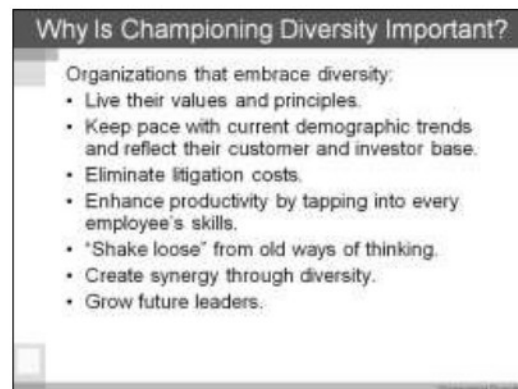 Why Is Championing Diversity Important?
Organizations that embrace diversity:
• Live their values and principles.
• Keep pace with current demographic trends
and reflect their customer and investor base.
• Eliminate litigation costs.
• Enhance productivity by tapping into every
employee's skills.
• "Shake loose" from old ways of thinking.
• Create synergy through diversity.
• Grow future leaders.